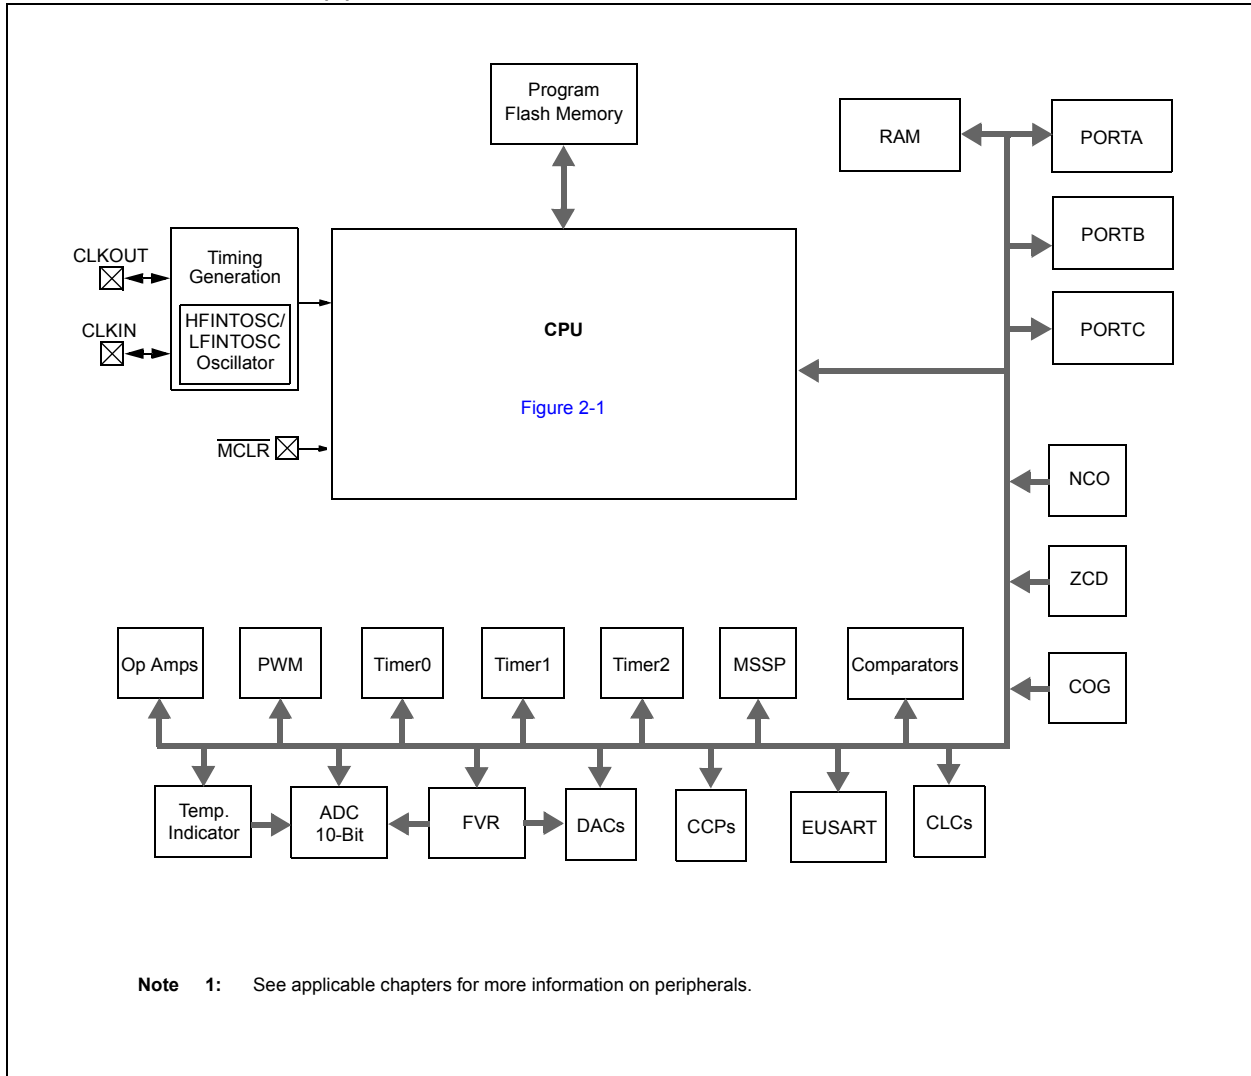 Program
Flash Memory
RAM
PORTA
PORTB
PORTC
CLKOUT
Timing
Generation
HFINTOSC/
LFINTOSC
Oscillator
CLKIN
MCLR
CPU
Figure 2-1
NCO
ZCD
COG
Op Amps
PWM
Timer0
Timer1
Timer2
MSSP
Comparators
Temp.
Indicator
ADC
10-Bit
FVR
DACs
CCPs
EUSART
CLCs
Note 1: See applicable chapters for more information on peripherals.